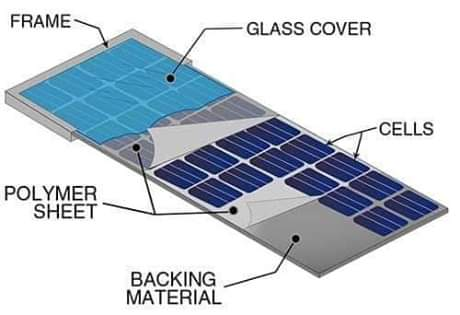 FRAME
GLASS COVER
CELLS
POLYMER
SHEET
BACKING
MATERIAL